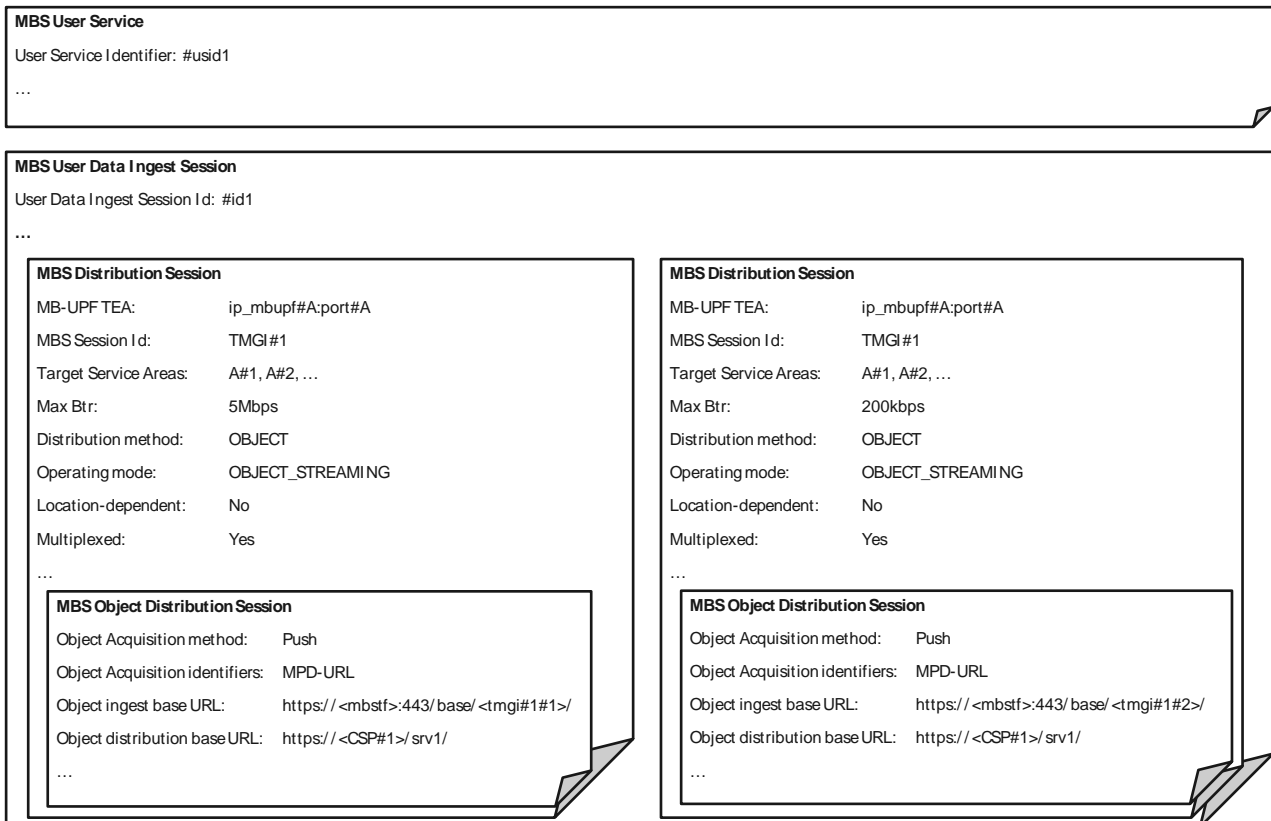 MBS User Service
User Service Identifier: #usid1
…
MBS User Data Ingest Session
User Data Ingest Session Id: #id1
…
MBS Distribution Session
MB-UPF TEA: ip_mbupf#A:port#A
MBS Session Id: TMGI#1
Target Service Areas: A#1, A#2, …
Max Btr: 5Mbps
Distribution method: OBJECT
Operating mode: OBJECT_STREAMING
Location-dependent: No
Multiplexed: Yes
…
MBS Object Distribution Session
Object Acquisition method: Push
Object Acquisition identifiers: MPD-URL
Object ingest base URL: https://<mbstf>:443/base/<tmgi#1#1>/
Object distribution base URL: https://<CSP#1>/srv1/
…
MBS Distribution Session
MB-UPF TEA: ip_mbupf#A:port#A
MBS Session Id: TMGI#1
Target Service Areas: A#1, A#2, …
Max Btr: 200kbps
Distribution method: OBJECT
Operating mode: OBJECT_STREAMING
Location-dependent: No
Multiplexed: Yes
…
MBS Object Distribution Session
Object Acquisition method: Push
Object Acquisition identifiers: MPD-URL
Object ingest base URL: https://<mbstf>:443/base/<tmgi#1#2>/
Object distribution base URL: https://<CSP#1>/srv1/
…